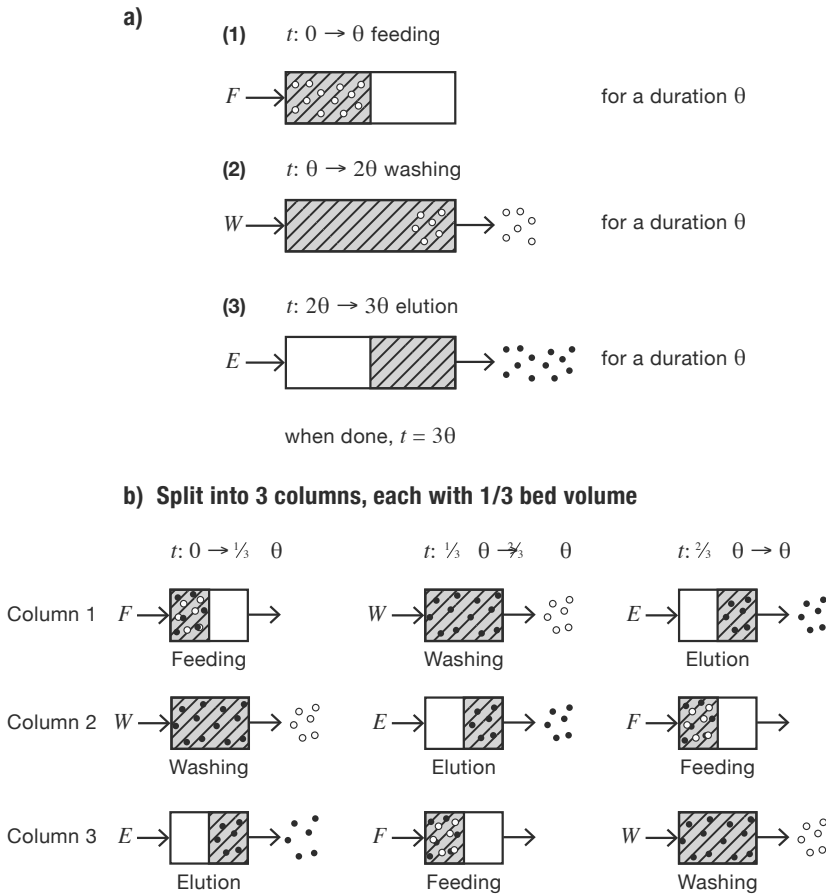 a)
(1) t: 0 → θ feeding
F for a duration θ
(2) t: θ → 2θ washing
W for a duration θ
(3) t: 2θ → 3θ elution
E for a duration θ
when done, t = 3θ
b) Split into 3 columns, each with 1/3 bed volume
t: 0 → ⅓ θ t: ⅓ θ → ⅔ θ t: ⅔ θ → θ
Column 1 F W E
Feeding Washing Elution
Column 2 W E F
Washing Elution Feeding
Column 3 E F W
Elution Feeding Washing